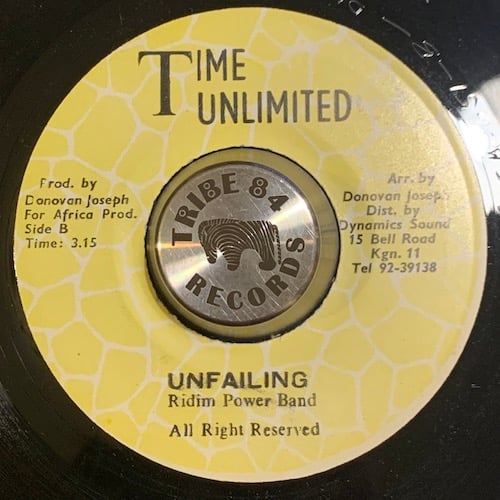 TIME
UNLIMITED
Prod. by
Donovan Joseph
For Africa Prod.
Side B
Time: 3.15
Arr. by
Donovan Joseph
Dist. by
Dynamics Sound
15 Bell Road
Kgn. 11
Tel 92-39138
TRIBE 84
RECORDS
UNFAILING
Ridim Power Band
All Right Reserved